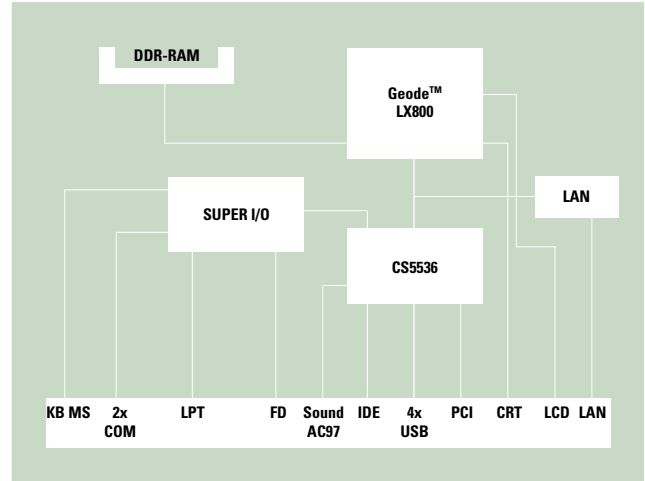 DDR-RAM
Geode™
LX800
LAN
SUPER I/O
CS5536
KB MS 2x LPT FD Sound IDE 4x PCI CRT LCD LAN
COM AC97 USB